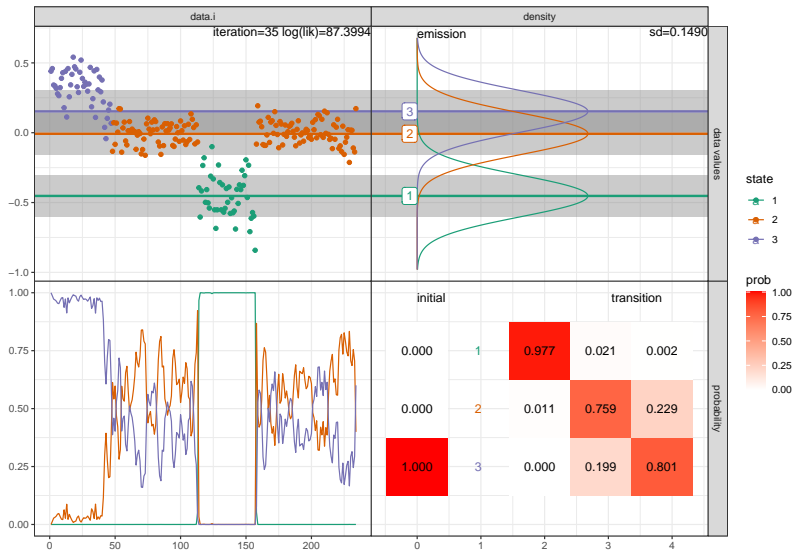 data.i
density
iteration=35 log(lik)=87.3994
emission
sd=0.1490
0.5
0.0
−0.5
−1.0
3
2
1
data values
state
1
2
3
prob
1.00
0.75
0.50
0.25
0.00
1.00
0.75
0.50
0.25
0.00
initial
transition
0.000 1 0.977 0.021 0.002
0.000 2 0.011 0.759 0.229
1.000 3 0.000 0.199 0.801
probability
0 50 100 150 200
0 1 2 3 4